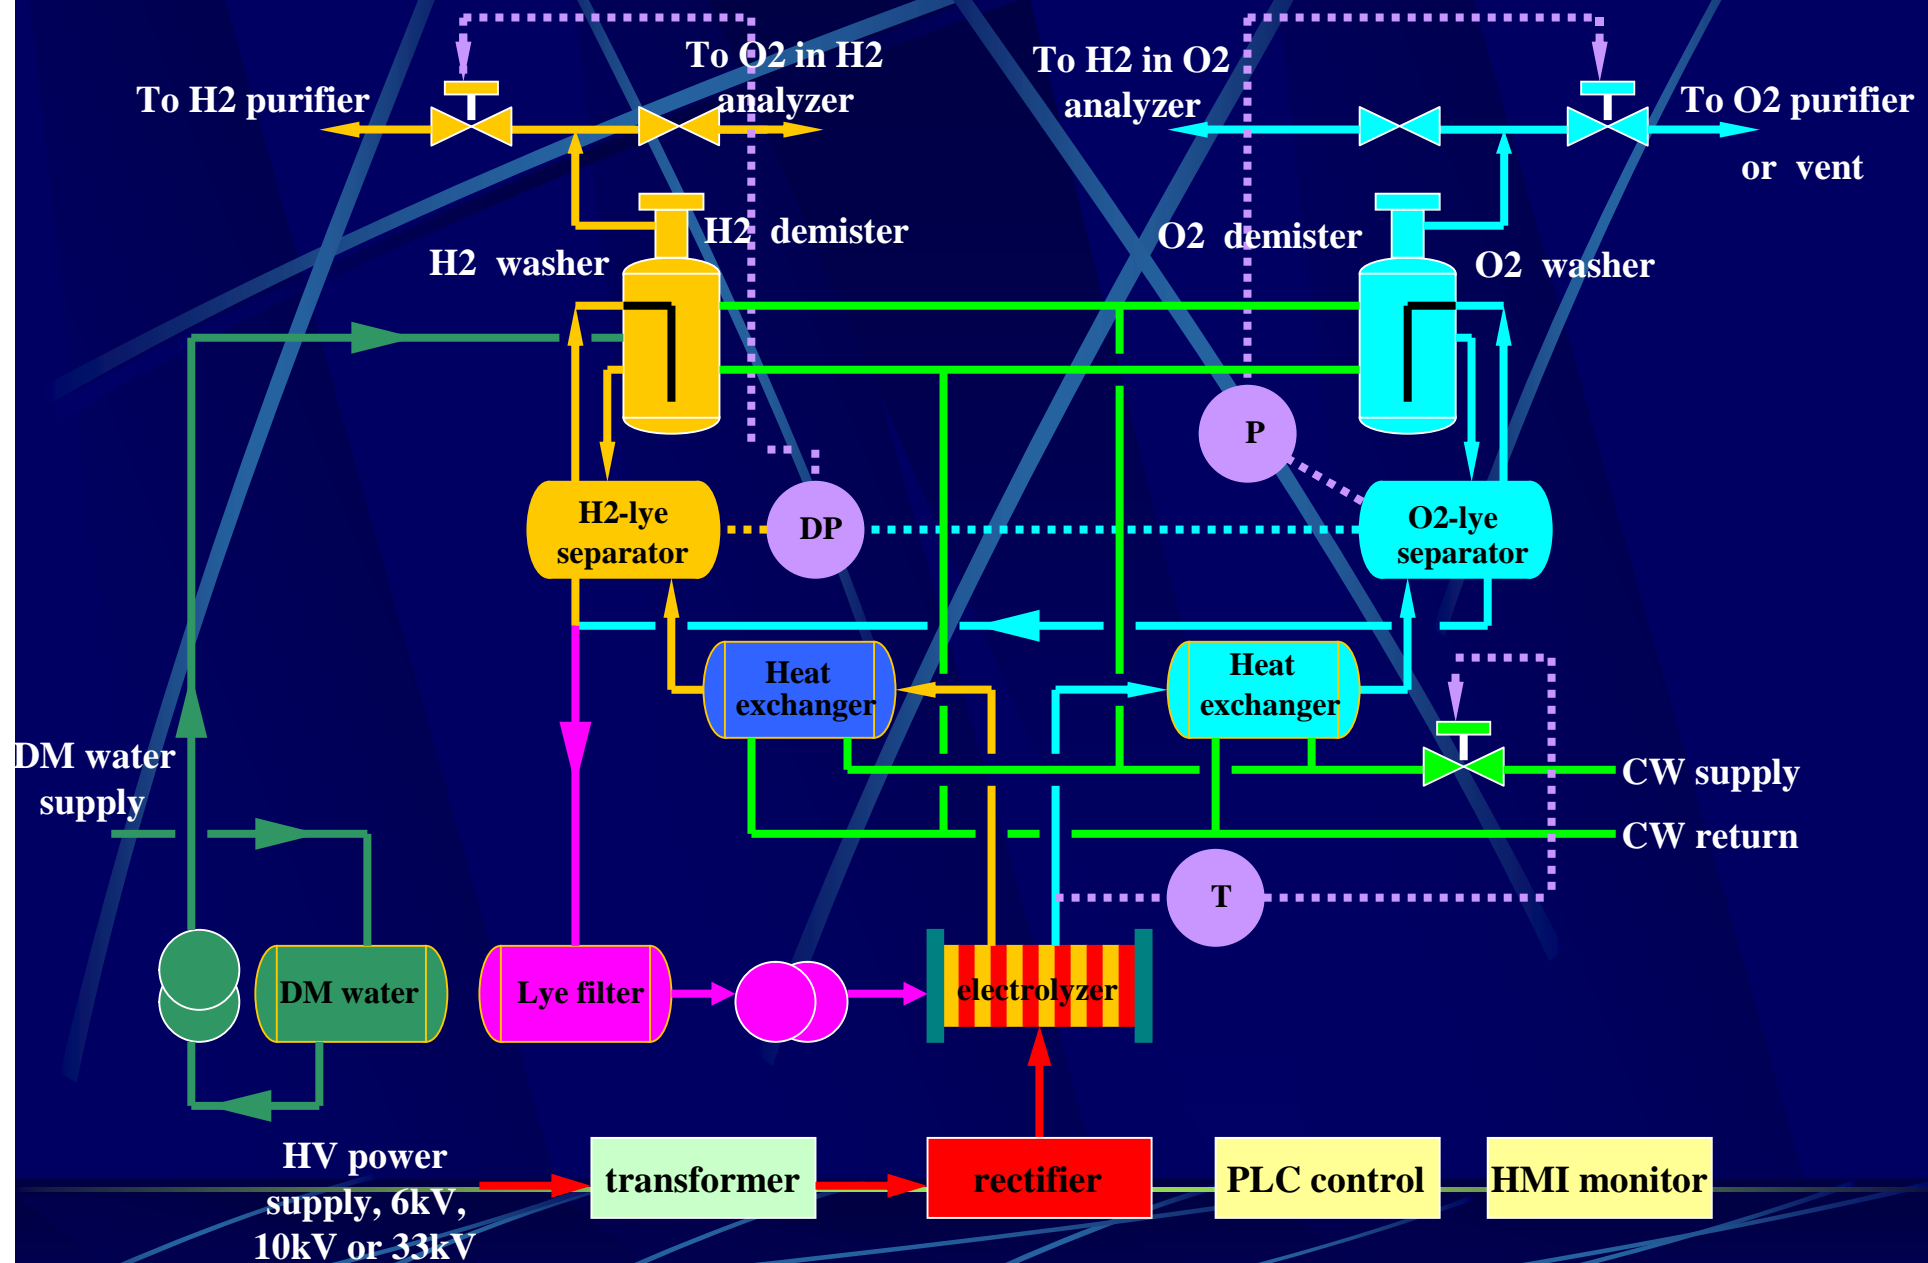 To O2 in H2
analyzer
To H2 in O2
analyzer
To H2 purifier
To O2 purifier
or vent
H2 demister
H2 washer
O2 demister
O2 washer
P
H2-lye
separator
DP
O2-lye
separator
Heat
exchanger
Heat
exchanger
DM water
supply
CW supply
CW return
T
DM water
Lye filter
electrolyzer
HV power
supply, 6kV,
10kV or 33kV
transformer
rectifier
PLC control
HMI monitor